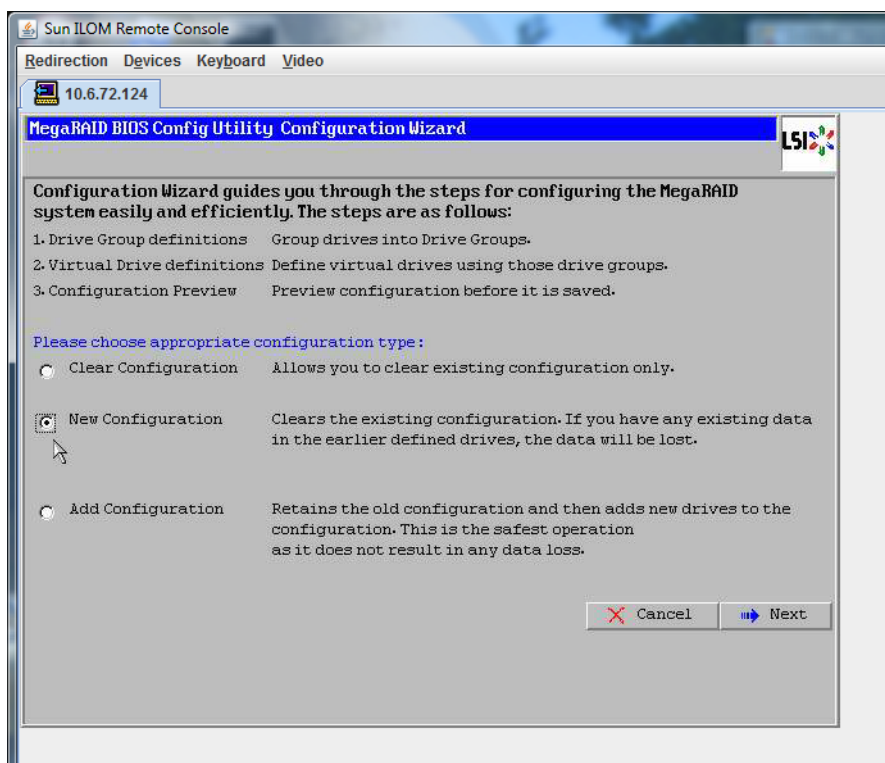 Sun ILOM Remote Console
Redirection Devices Keyboard Video
10.6.72.124
MegaRAID BIOS Config Utility Configuration Wizard
LSI
Configuration Wizard guides you through the steps for configuring the MegaRAID
system easily and efficiently. The steps are as follows:
1. Drive Group definitions Group drives into Drive Groups.
2. Virtual Drive definitions Define virtual drives using those drive groups.
3. Configuration Preview Preview configuration before it is saved.
Please choose appropriate configuration type:
Clear Configuration Allows you to clear existing configuration only.
New Configuration Clears the existing configuration. If you have any existing data
in the earlier defined drives, the data will be lost.
Add Configuration Retains the old configuration and then adds new drives to the
configuration. This is the safest operation
as it does not result in any data loss.
Cancel Next